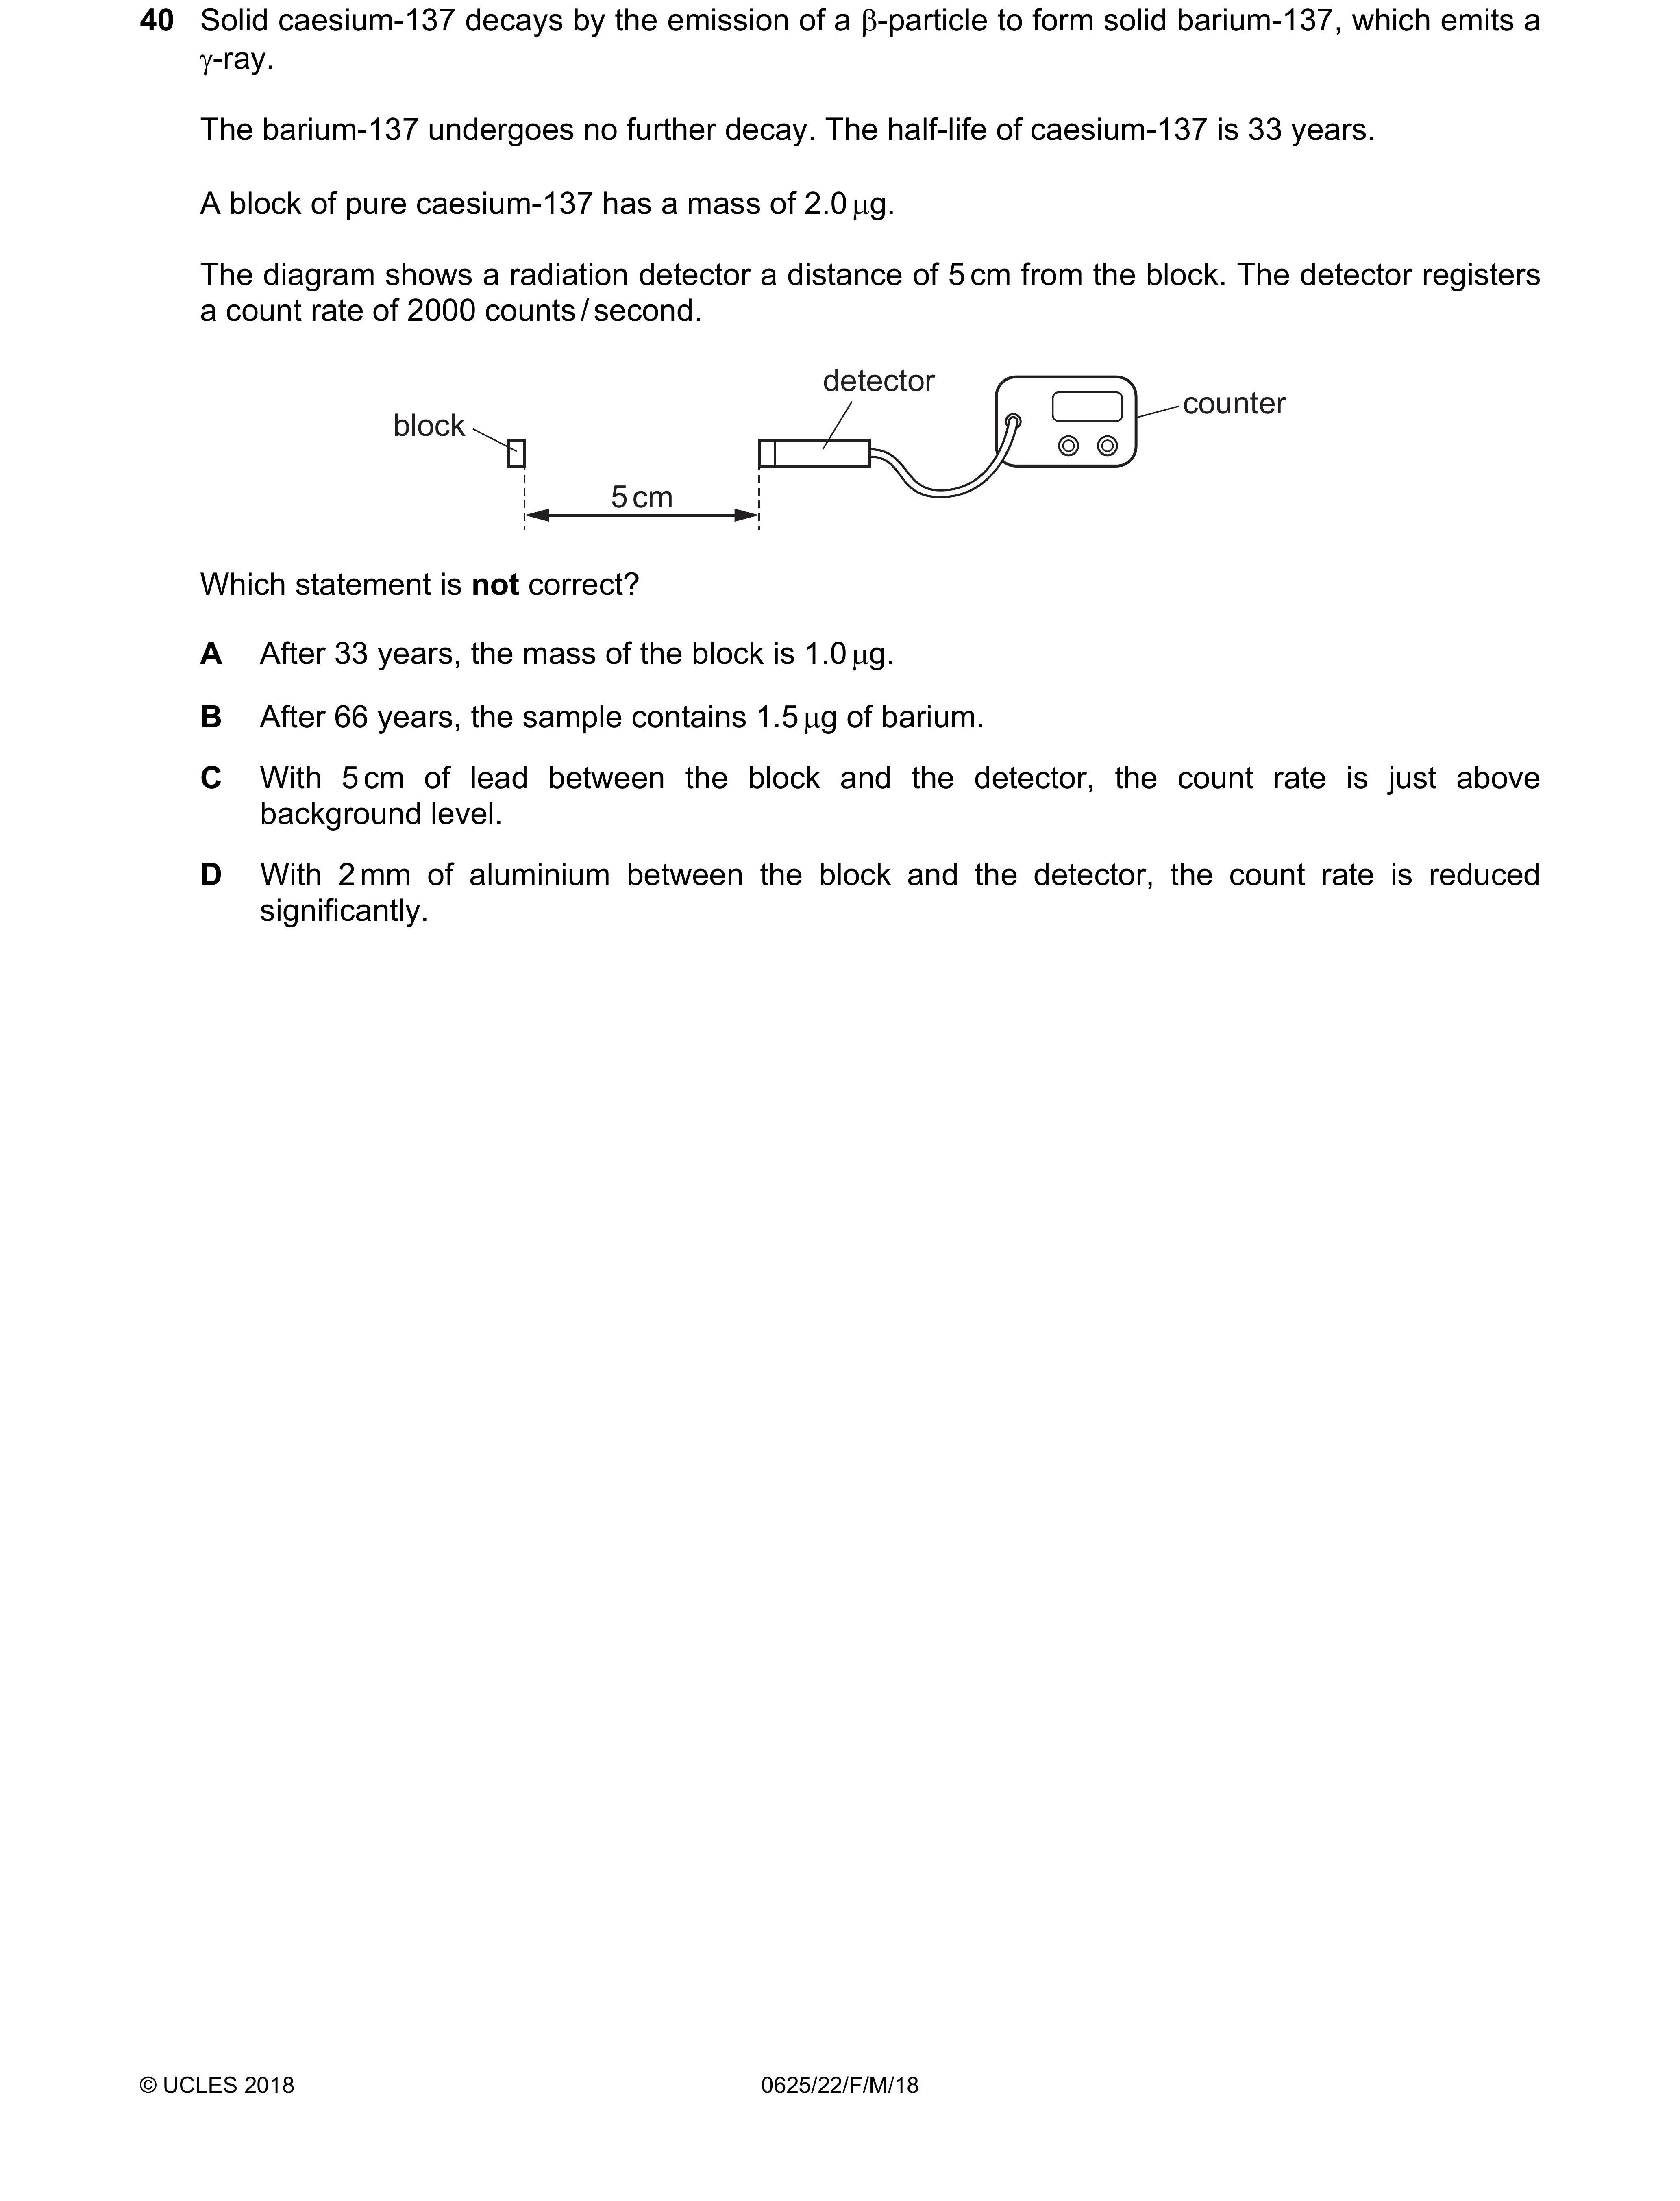 40 Solid caesium-137 decays by the emission of a β-particle to form solid barium-137, which emits a
γ-ray.
The barium-137 undergoes no further decay. The half-life of caesium-137 is 33 years.
A block of pure caesium-137 has a mass of 2.0 μg.
The diagram shows a radiation detector a distance of 5 cm from the block. The detector registers
a count rate of 2000 counts / second.
detector
counter
block
5 cm
Which statement is not correct?
A After 33 years, the mass of the block is 1.0 μg.
B After 66 years, the sample contains 1.5 μg of barium.
C With 5 cm of lead between the block and the detector, the count rate is just above
background level.
D With 2 mm of aluminium between the block and the detector, the count rate is reduced
significantly.
© UCLES 2018
0625/22/F/M/18